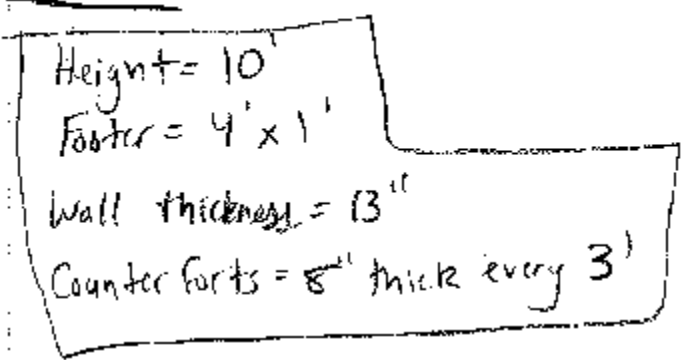 Height = 10'
Footer = 4' x 1'
Wall thickness = 13"
Counter forts = 8" thick every 3'